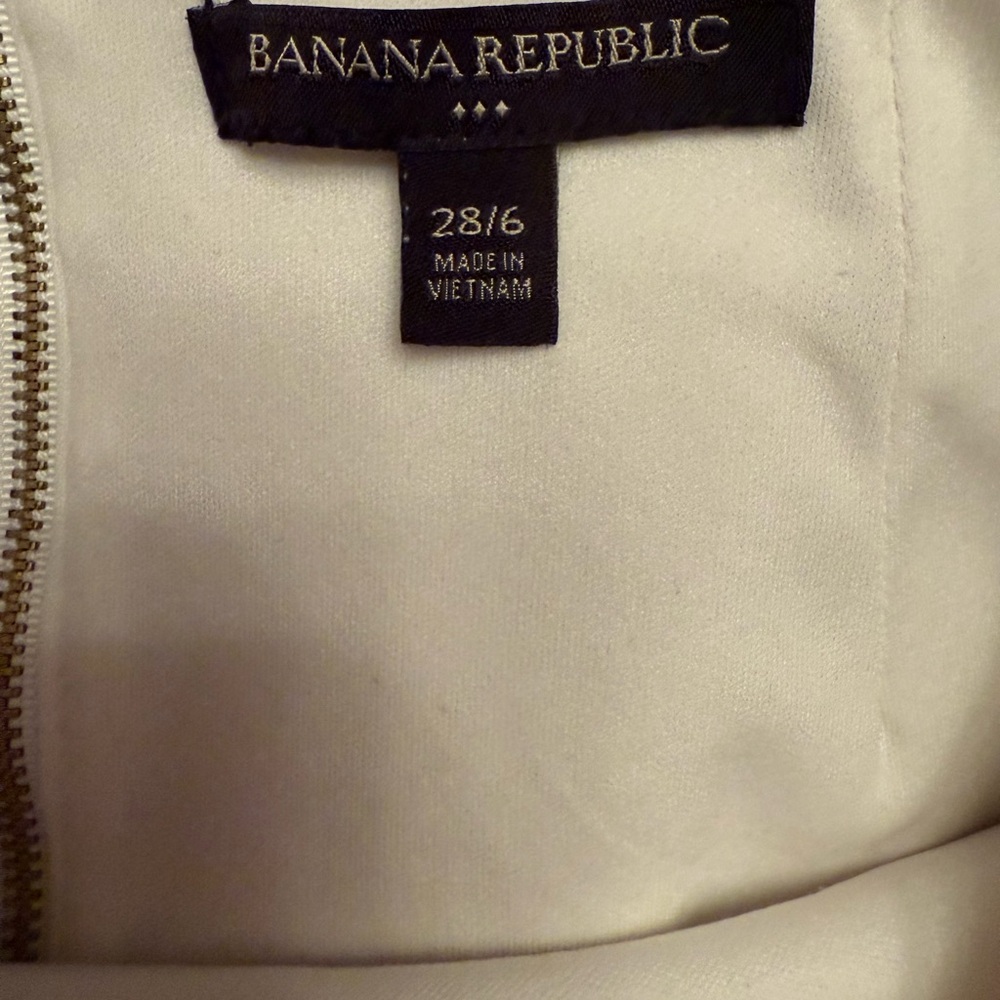 BANANA REPUBLIC
28/6
MADE IN
VIETNAM